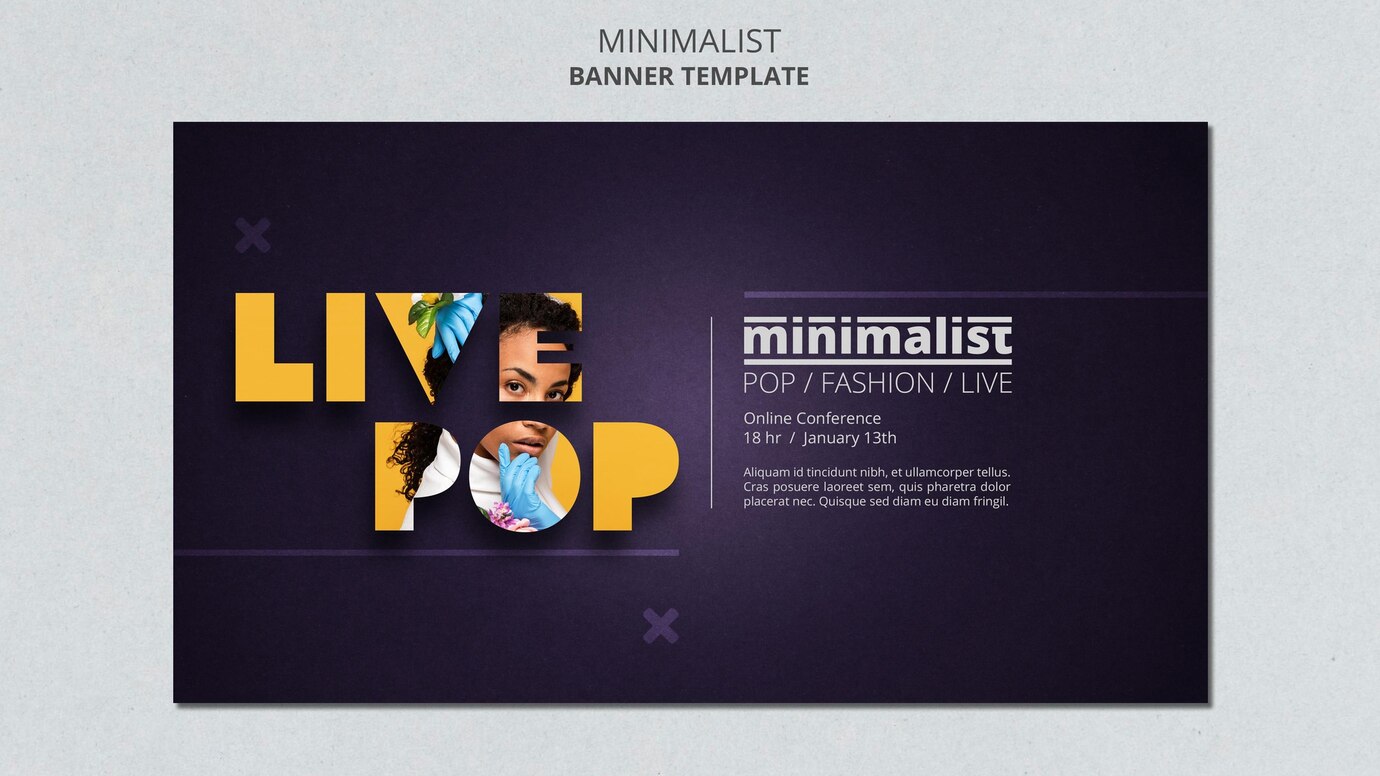 MINIMALIST
BANNER TEMPLATE
LIVE
POP
minimalist
POP / FASHION / LIVE
Online Conference
18 hr / January 13th
Aliquam id tincidunt nibh, et ullamcorper tellus.
Cras posuere laoreet sem, quis pharetra dolor
placerat nec. Quisque sed diam eu diam fringil.